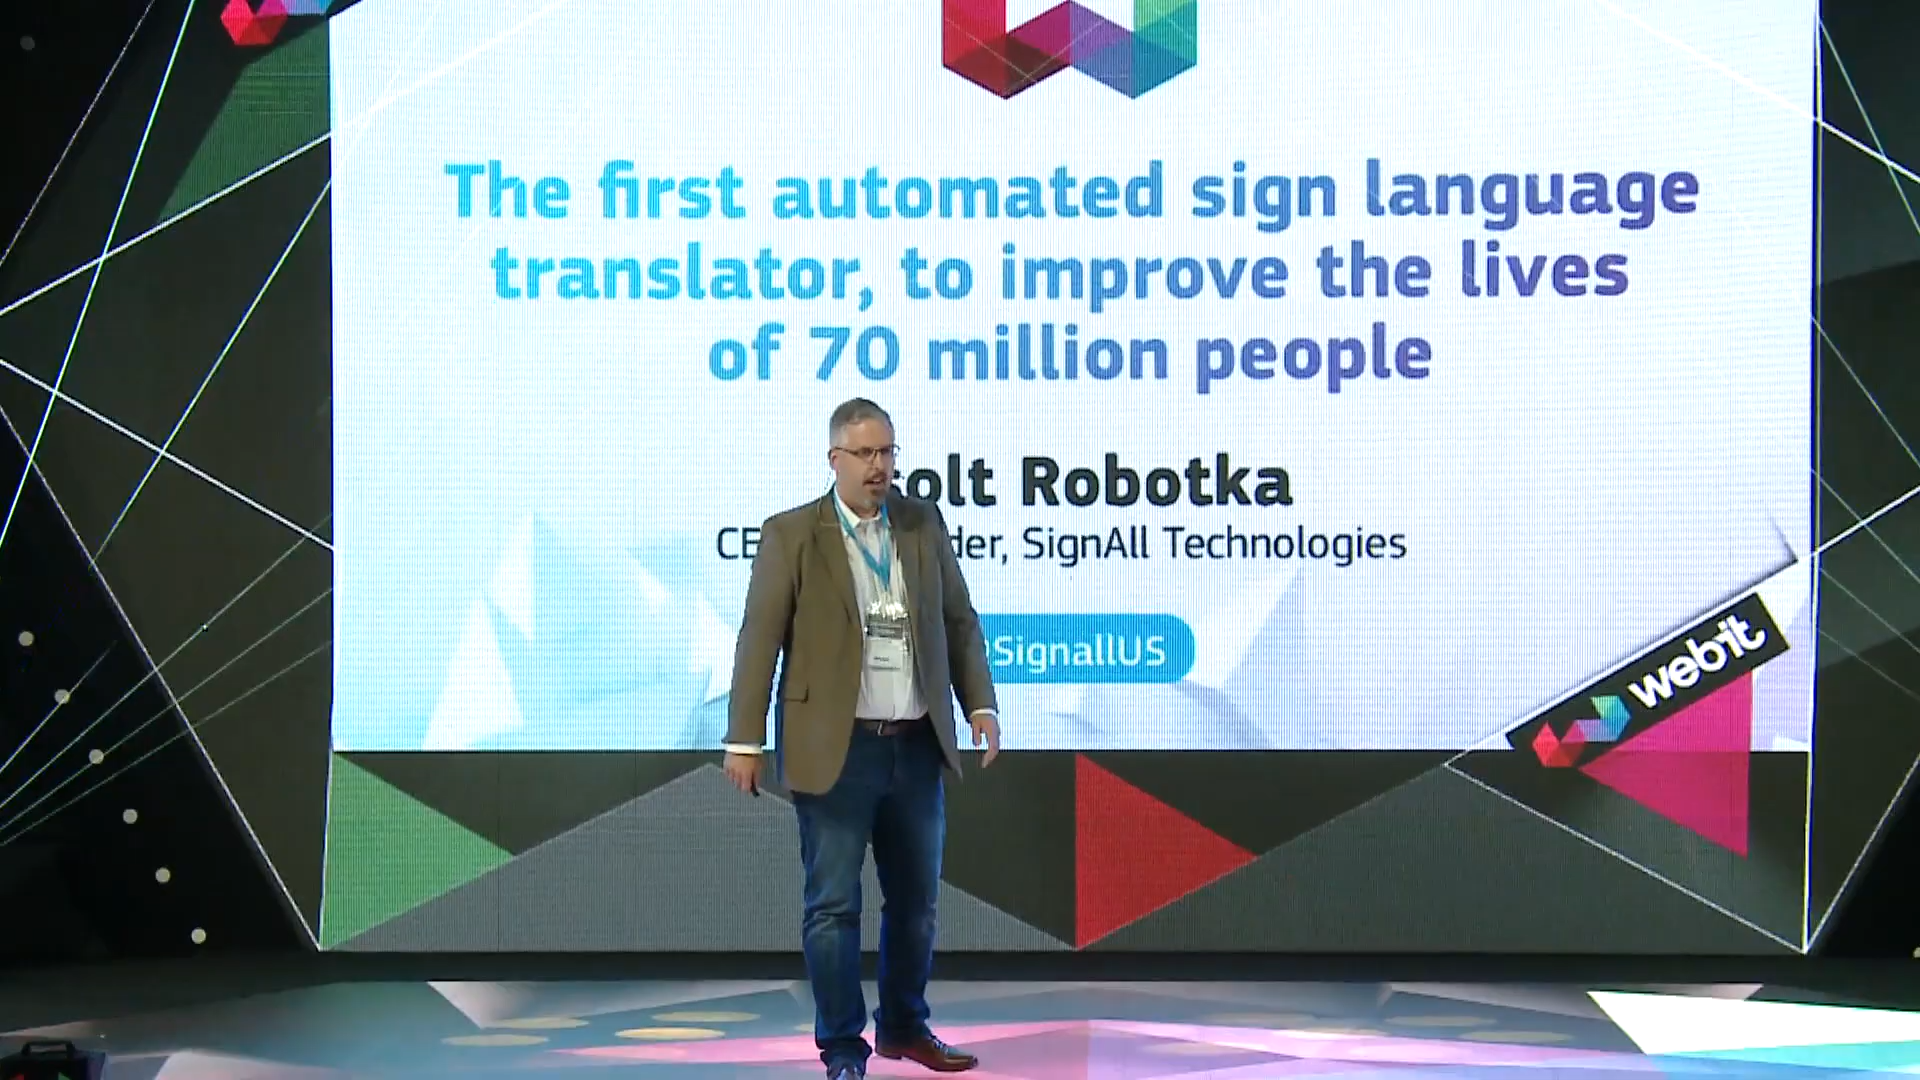 The first automated sign language
translator, to improve the lives
of 70 million people
solt Robotka
CE der, SignAll Technologies
@SignallUS
webit